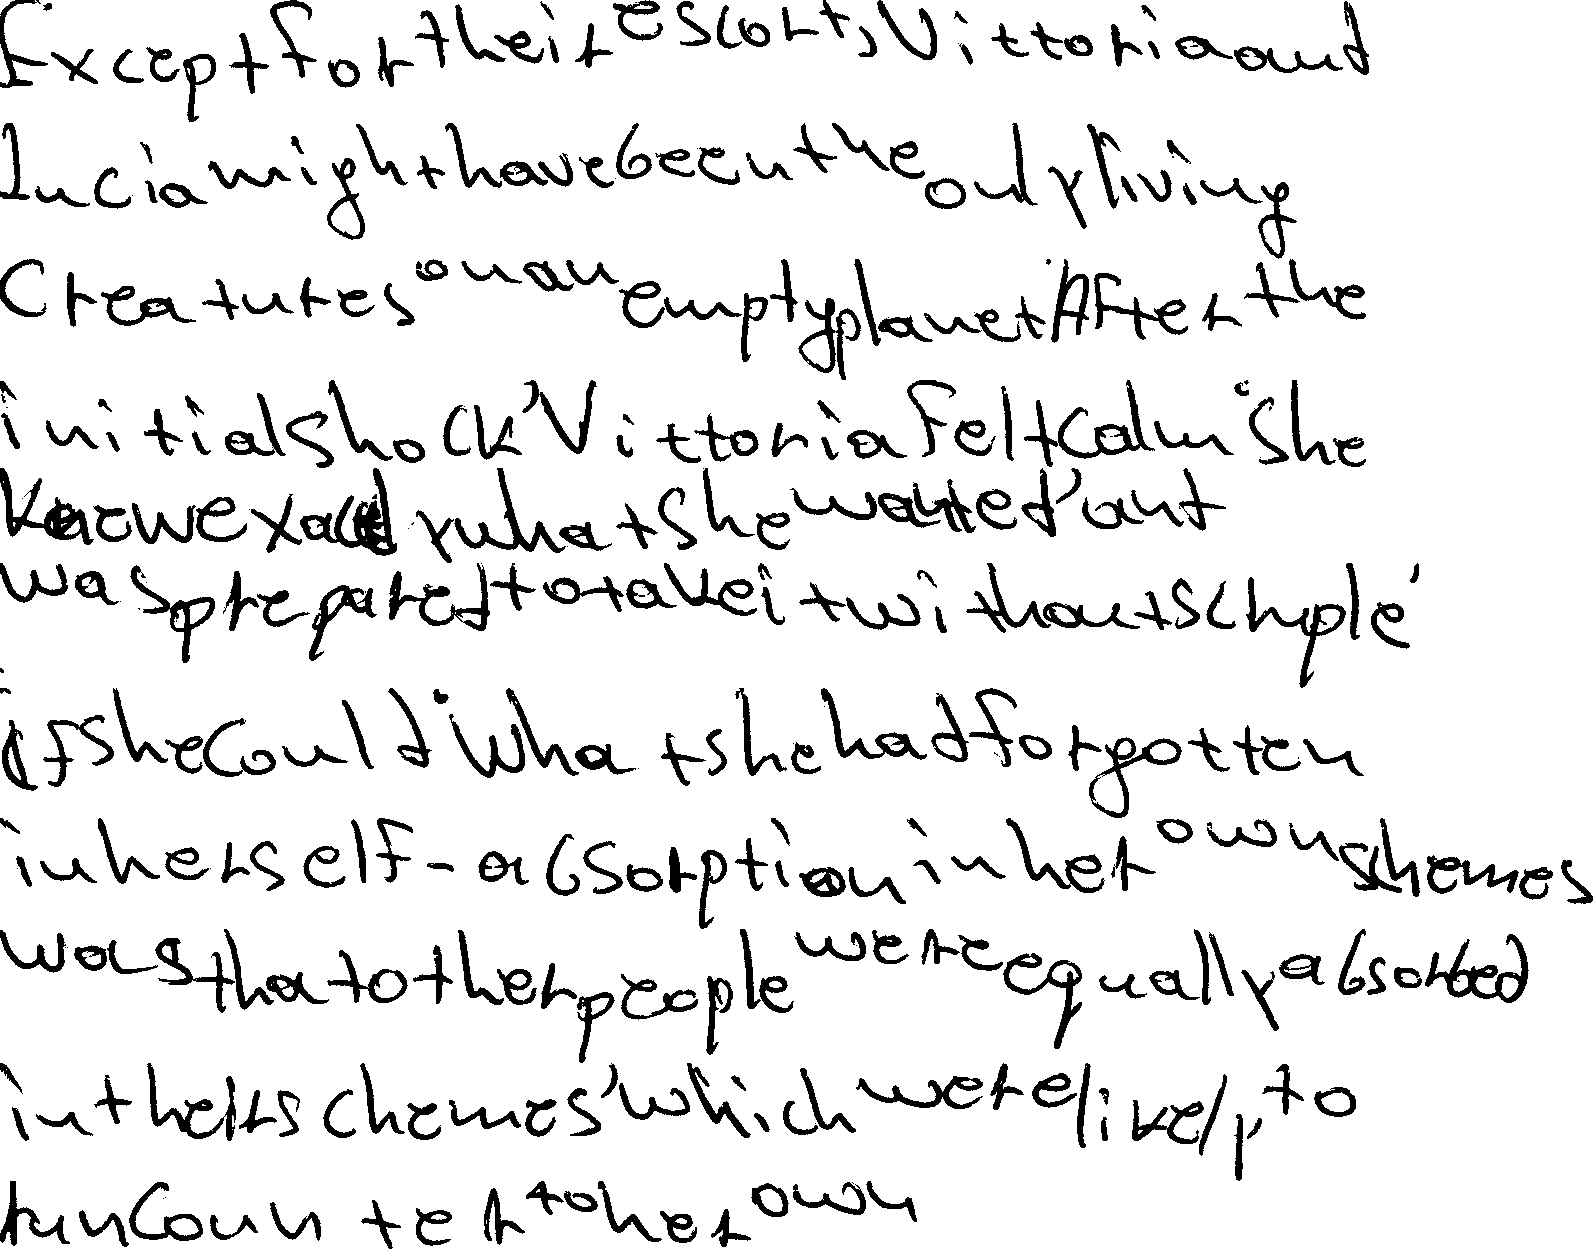 Except for their escort, Vittoria and
Lucia might have been the only living
Creatures on an empty planet. After the
initial shock, Vittoria felt calm. She
knew exactly what she wanted, and
was prepared to take it without scruple,
if she could. What she had forgotten
in her self-absorption in her own schemes
was that other people were equally absorbed
in theirs schemes, which were likely to
run counter to her own